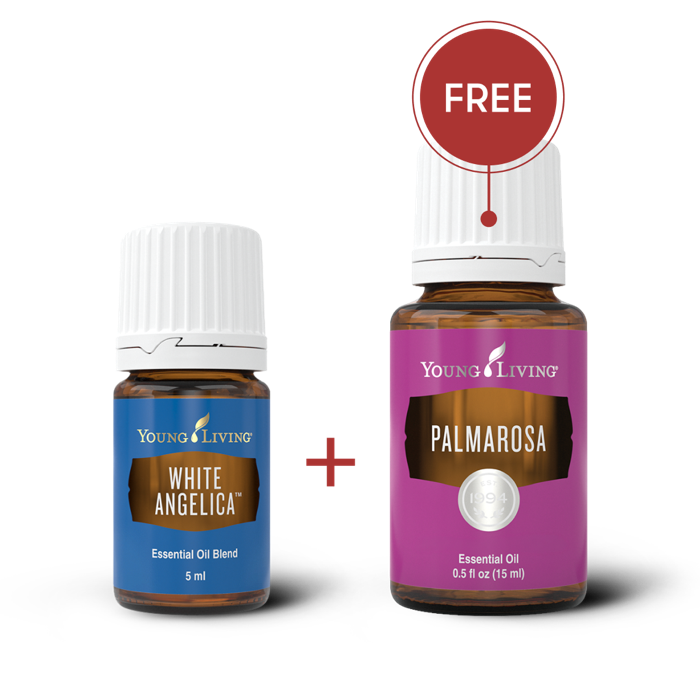 FREE
YOUNG LIVING®
WHITE
ANGELICA™
Essential Oil Blend
5 ml
+
YOUNG LIVING®
PALMAROSA
1994
Essential Oil
0.5 fl oz (15 ml)